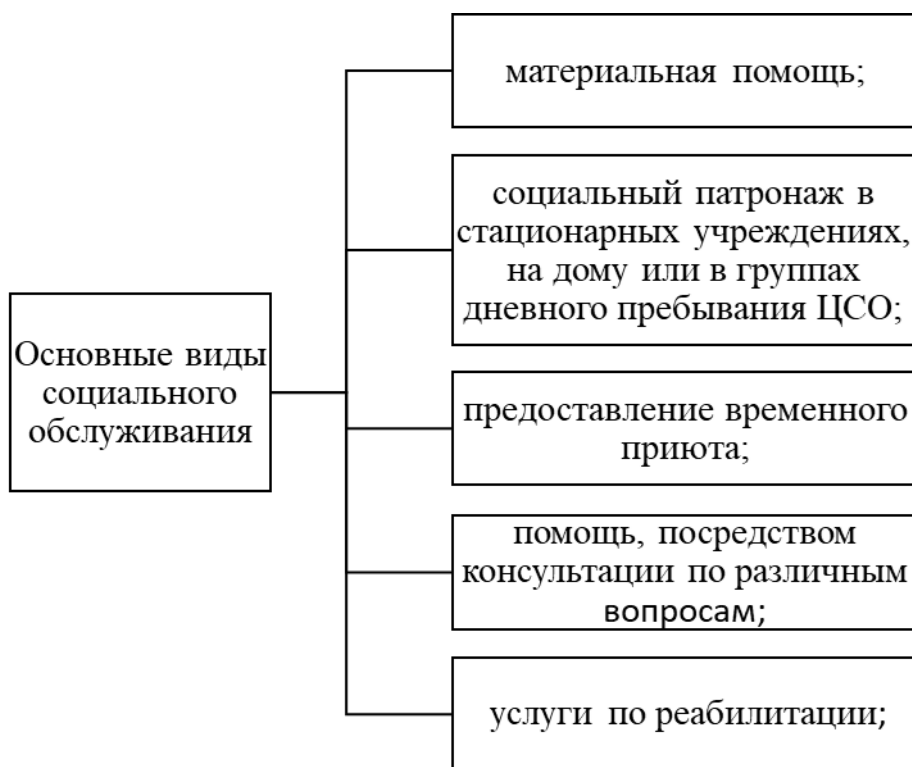 Основные виды
социального
обслуживания
материальная помощь;
социальный патронаж в
стационарных учреждениях,
на дому или в группах
дневного пребывания ЦСО;
предоставление временного
приюта;
помощь, посредством
консультации по различным
вопросам;
услуги по реабилитации;